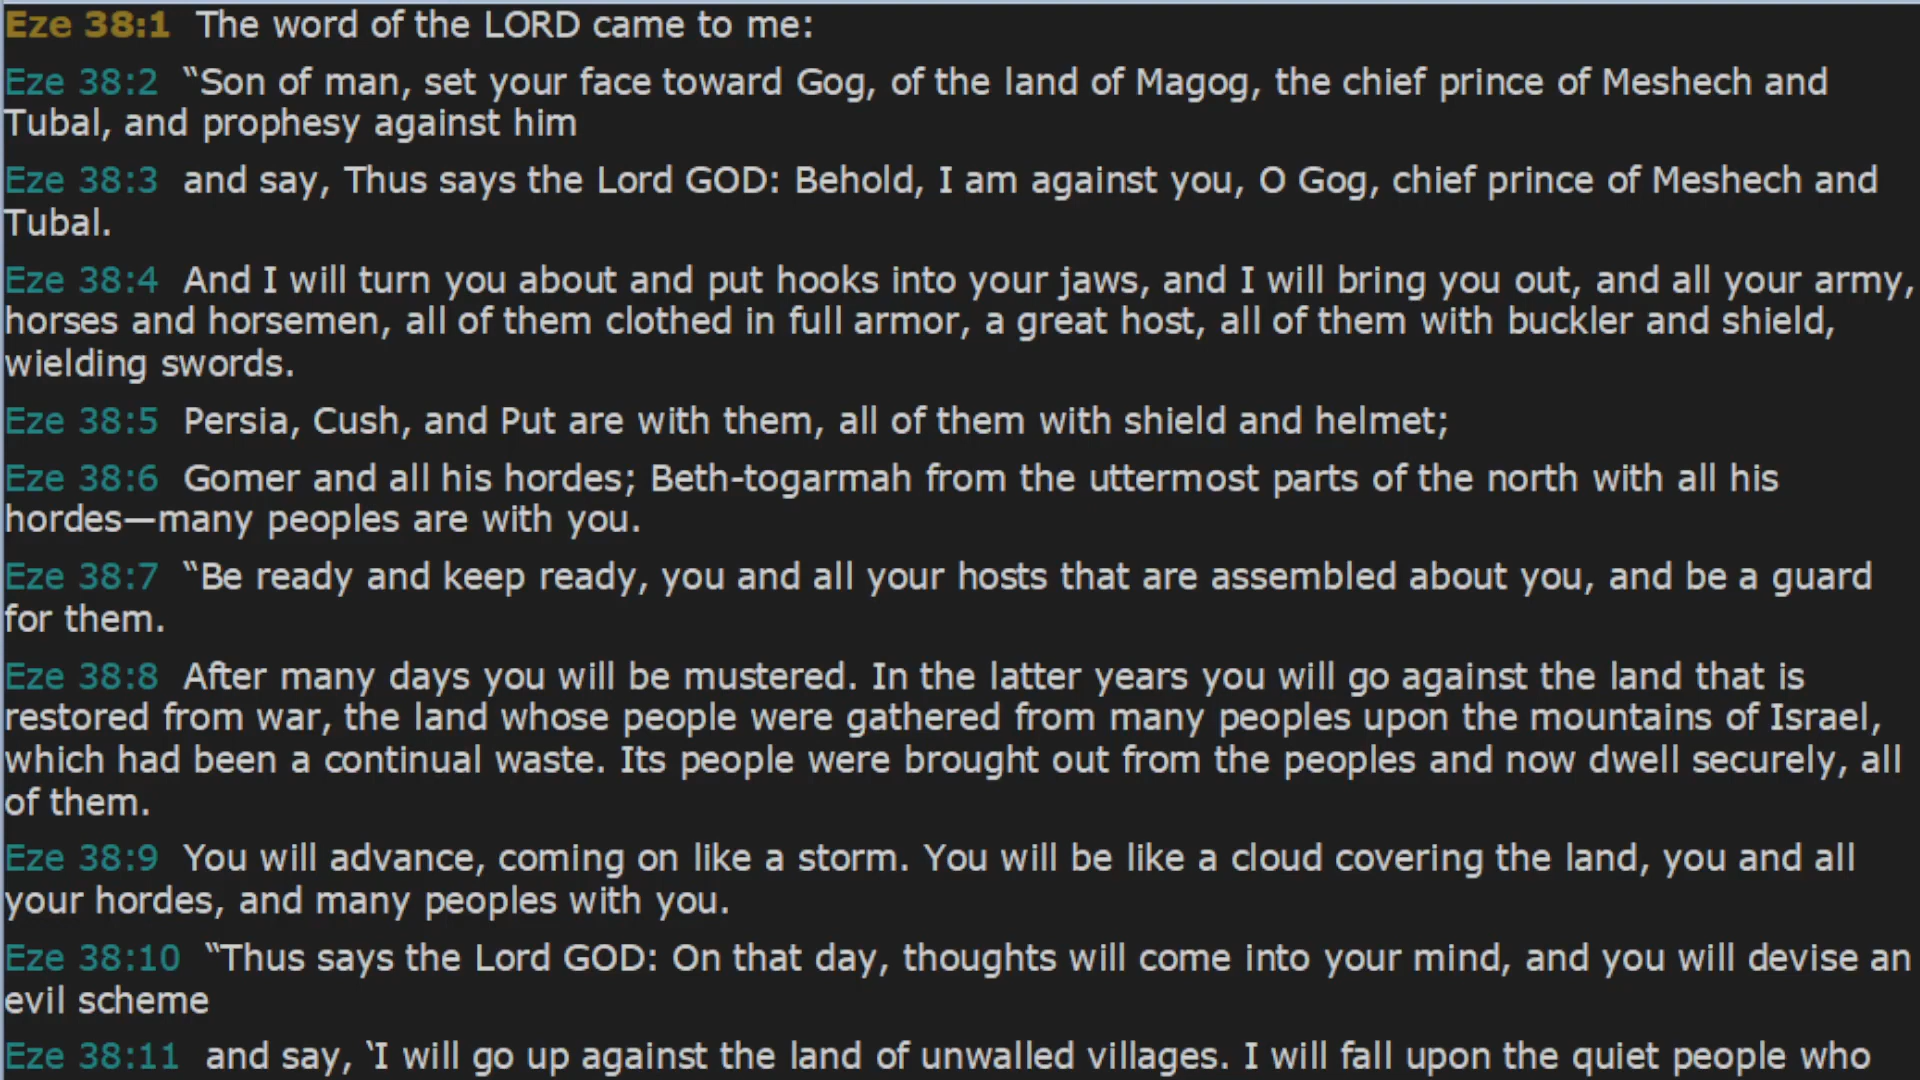 Eze 38:1 The word of the LORD came to me:
Eze 38:2 “Son of man, set your face toward Gog, of the land of Magog, the chief prince of Meshech and
Tubal, and prophesy against him
Eze 38:3 and say, Thus says the Lord GOD: Behold, I am against you, O Gog, chief prince of Meshech and
Tubal.
Eze 38:4 And I will turn you about and put hooks into your jaws, and I will bring you out, and all your army,
horses and horsemen, all of them clothed in full armor, a great host, all of them with buckler and shield,
wielding swords.
Eze 38:5 Persia, Cush, and Put are with them, all of them with shield and helmet;
Eze 38:6 Gomer and all his hordes; Beth-togarmah from the uttermost parts of the north with all his
hordes—many peoples are with you.
Eze 38:7 “Be ready and keep ready, you and all your hosts that are assembled about you, and be a guard
for them.
Eze 38:8 After many days you will be mustered. In the latter years you will go against the land that is
restored from war, the land whose people were gathered from many peoples upon the mountains of Israel,
which had been a continual waste. Its people were brought out from the peoples and now dwell securely, all
of them.
Eze 38:9 You will advance, coming on like a storm. You will be like a cloud covering the land, you and all
your hordes, and many peoples with you.
Eze 38:10 “Thus says the Lord GOD: On that day, thoughts will come into your mind, and you will devise an
evil scheme
Eze 38:11 and say, ‘I will go up against the land of unwalled villages. I will fall upon the quiet people who